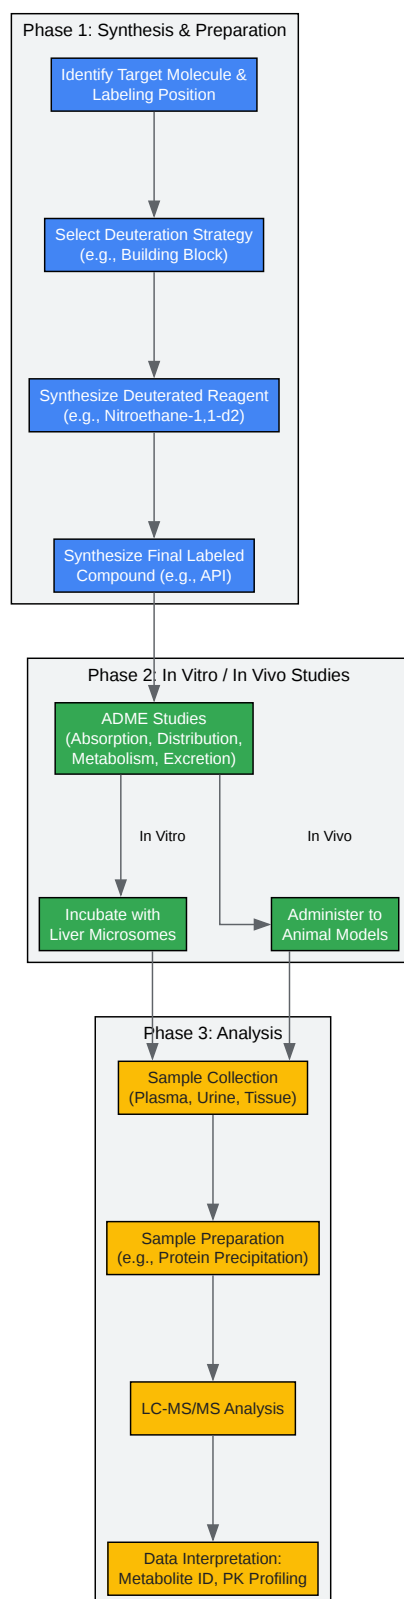 Phase 1: Synthesis & Preparation
Identify Target Molecule &
Labeling Position
Select Deuteration Strategy
(e.g., Building Block)
Synthesize Deuterated Reagent
(e.g., Nitroethane-1,1-d2)
Synthesize Final Labeled
Compound (e.g., API)
Phase 2: In Vitro / In Vivo Studies
ADME Studies
(Absorption, Distribution,
Metabolism, Excretion)
In Vitro
In Vivo
Incubate with
Liver Microsomes
Administer to
Animal Models
Phase 3: Analysis
Sample Collection
(Plasma, Urine, Tissue)
Sample Preparation
(e.g., Protein Precipitation)
LC-MS/MS Analysis
Data Interpretation:
Metabolite ID, PK Profiling